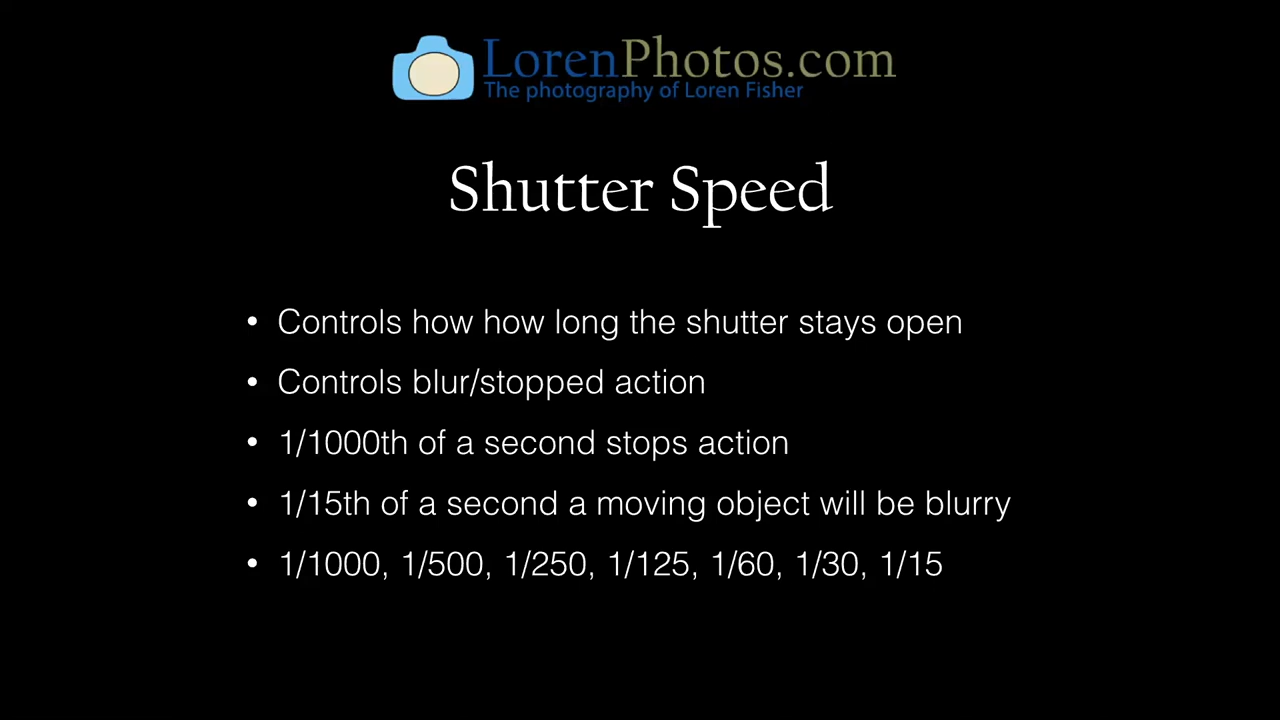 LorenPhotos.com
The photography of Loren Fisher
Shutter Speed
• Controls how how long the shutter stays open
• Controls blur/stopped action
• 1/1000th of a second stops action
• 1/15th of a second a moving object will be blurry
• 1/1000, 1/500, 1/250, 1/125, 1/60, 1/30, 1/15